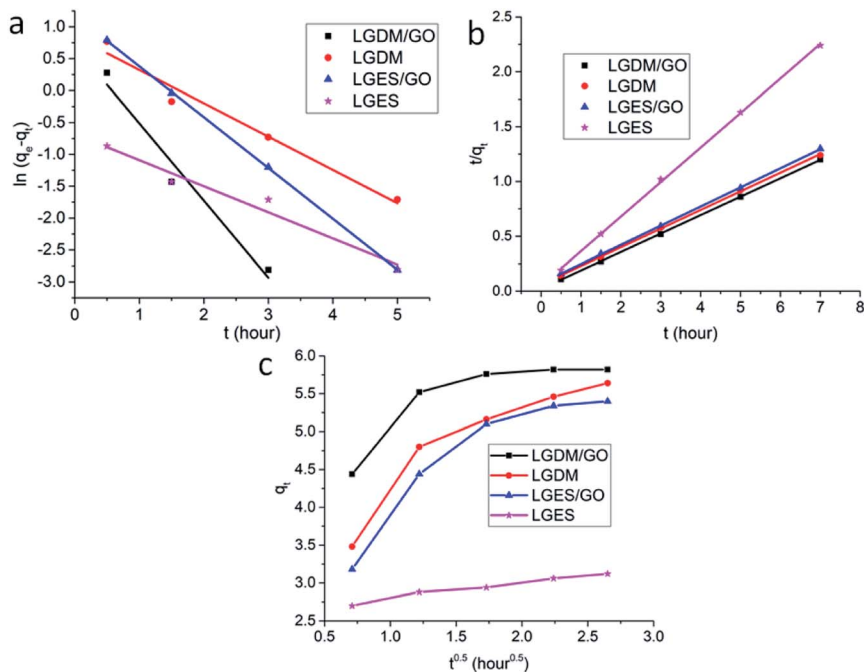 a
LGDM/GO
LGDM
LGES/GO
LGES
1.0
0.5
0.0
-0.5
-1.0
-1.5
-2.0
-2.5
-3.0
ln (qe-qt)
0 1 2 3 4 5
t (hour)
b
LGDM/GO
LGDM
LGES/GO
LGES
2.5
2.0
1.5
1.0
0.5
0.0
t/qt
0 1 2 3 4 5 6 7 8
t (hour)
c
LGDM/GO
LGDM
LGES/GO
LGES
6.0
5.5
5.0
4.5
4.0
3.5
3.0
2.5
qt
0.5 1.0 1.5 2.0 2.5 3.0
t0.5 (hour0.5)